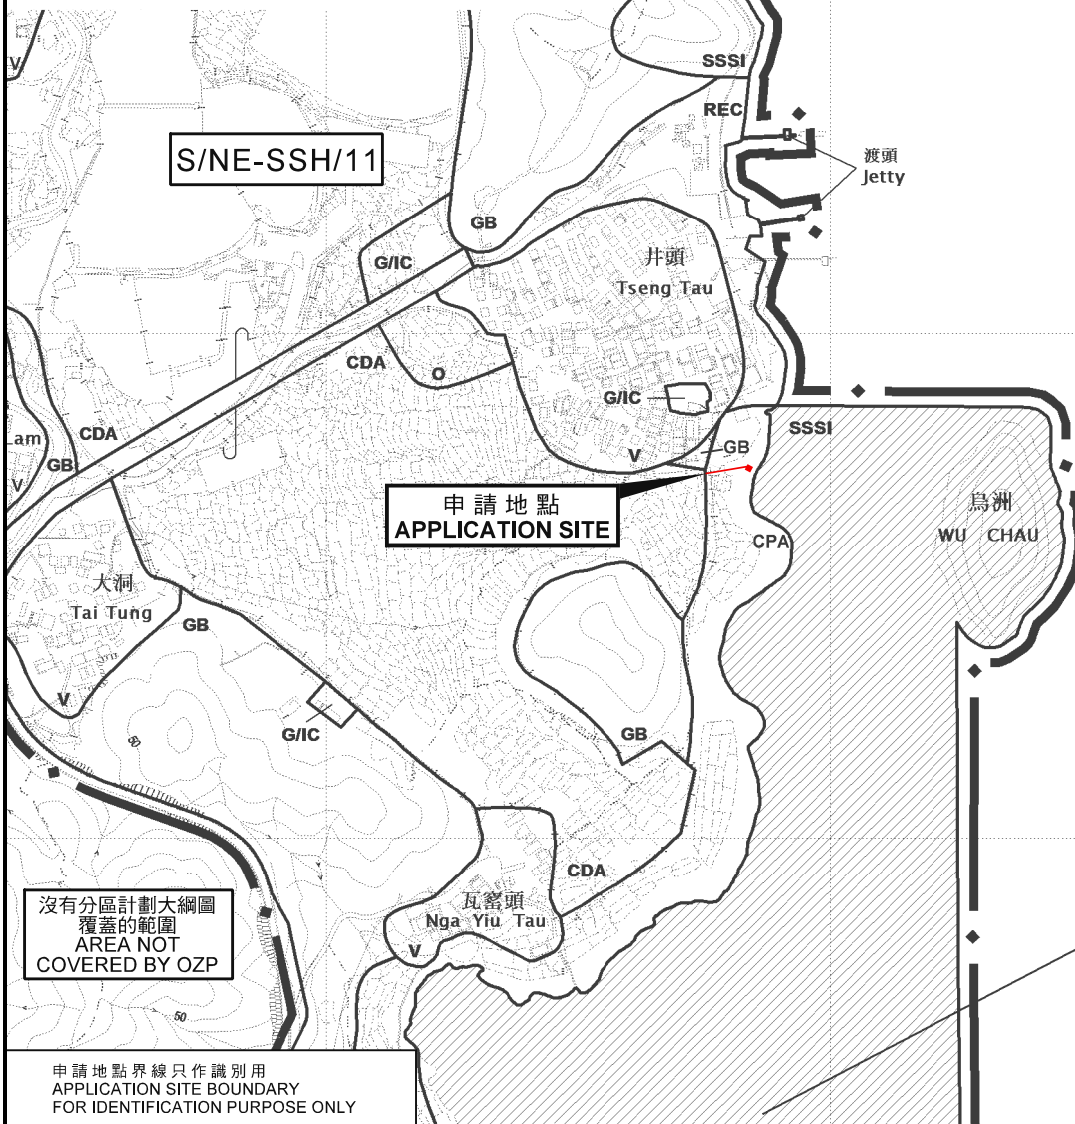 V
SSSI
REC
S/NE-SSH/11
渡頭
Jetty
GB
G/IC
井頭
Tseng Tau
CDA
O
G/IC
SSSI
CDA
am
GB
V
V
GB
申請地點
APPLICATION SITE
烏洲
WU CHAU
CPA
大洞
Tai Tung
GB
V
G/IC
GB
50
CDA
瓦窰頭
Nga Yiu Tau
V
沒有分區計劃大綱圖
覆蓋的範圍
AREA NOT
COVERED BY OZP
50
申請地點界線只作識別用
APPLICATION SITE BOUNDARY
FOR IDENTIFICATION PURPOSE ONLY